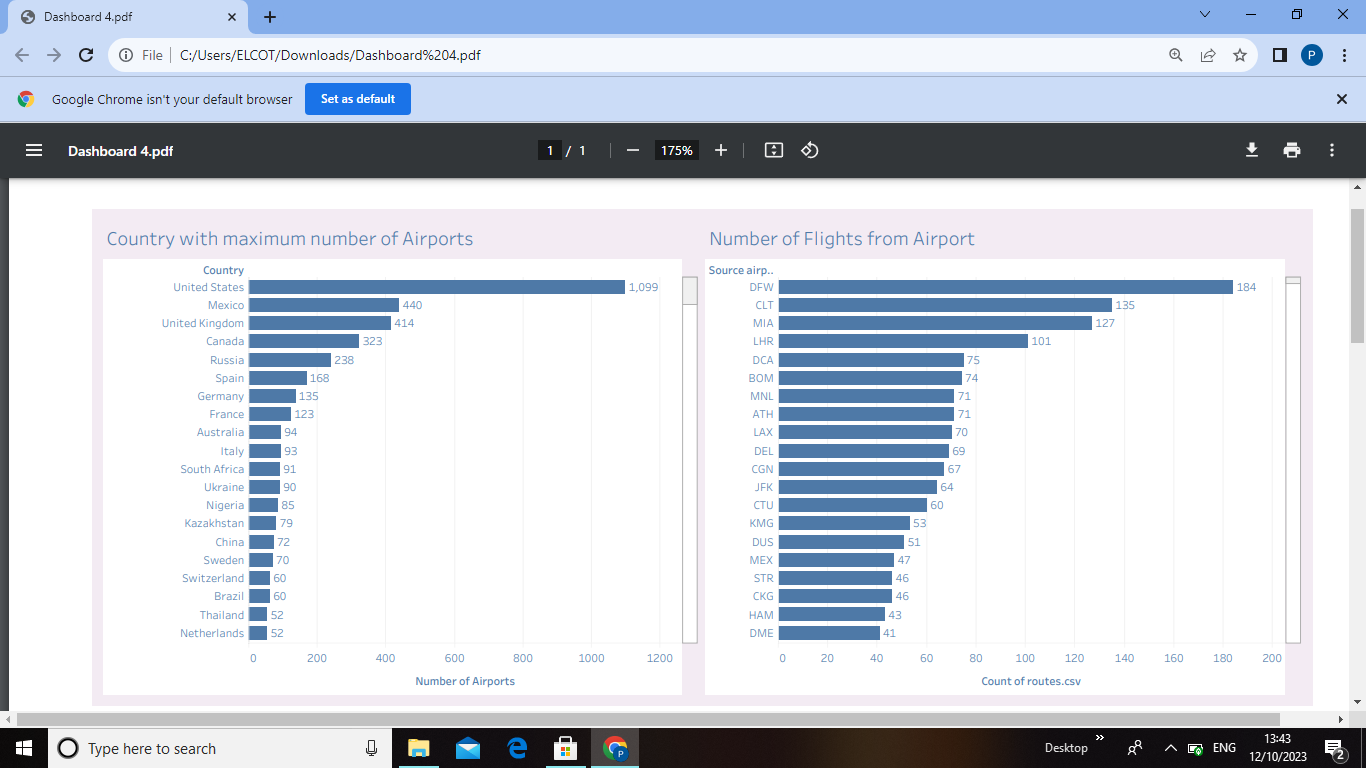 Dashboard 4.pdf
File
C:/Users/ELCOT/Downloads/Dashboard%204.pdf
P
Google Chrome isn't your default browser
Set as default
Dashboard 4.pdf
1 / 1
175%
Country with maximum number of Airports
Country
United States 1,099
Mexico 440
United Kingdom 414
Canada 323
Russia 238
Spain 168
Germany 135
France 123
Australia 94
Italy 93
South Africa 91
Ukraine 90
Nigeria 85
Kazakhstan 79
China 72
Sweden 70
Switzerland 60
Brazil 60
Thailand 52
Netherlands 52
0 200 400 600 800 1000 1200
Number of Airports
Number of Flights from Airport
Source airp..
DFW 184
CLT 135
MIA 127
LHR 101
DCA 75
BOM 74
MNL 71
ATH 71
LAX 70
DEL 69
CGN 67
JFK 64
CTU 60
KMG 53
DUS 51
MEX 47
STR 46
CKG 46
HAM 43
DME 41
0 20 40 60 80 100 120 140 160 180 200
Count of routes.csv
Type here to search
P
Desktop
ENG
13:43
12/10/2023
2